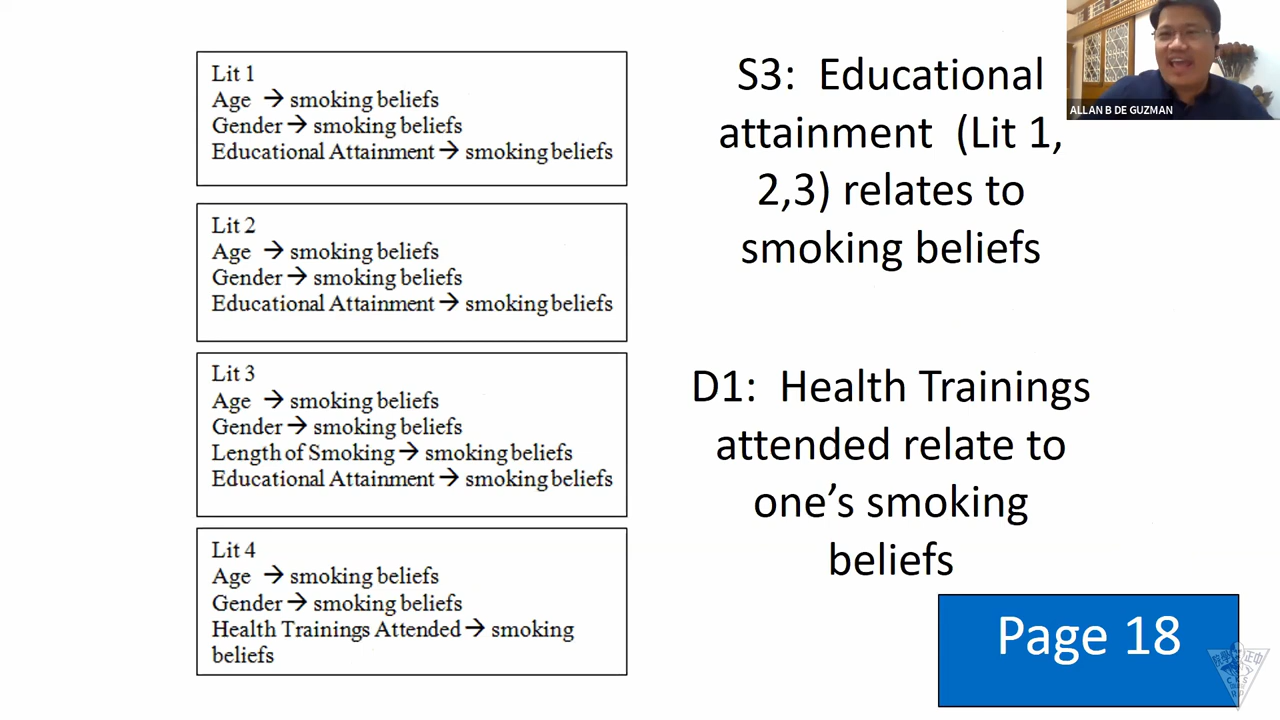 Lit 1
Age → smoking beliefs
Gender → smoking beliefs
Educational Attainment → smoking beliefs
Lit 2
Age → smoking beliefs
Gender → smoking beliefs
Educational Attainment → smoking beliefs
Lit 3
Age → smoking beliefs
Gender → smoking beliefs
Length of Smoking → smoking beliefs
Educational Attainment → smoking beliefs
Lit 4
Age → smoking beliefs
Gender → smoking beliefs
Health Trainings Attended → smoking
beliefs
S3: Educational
attainment (Lit 1,
2,3) relates to
smoking beliefs
D1: Health Trainings
attended relate to
one’s smoking
beliefs
Page 18
ALLAN B DE GUZMAN